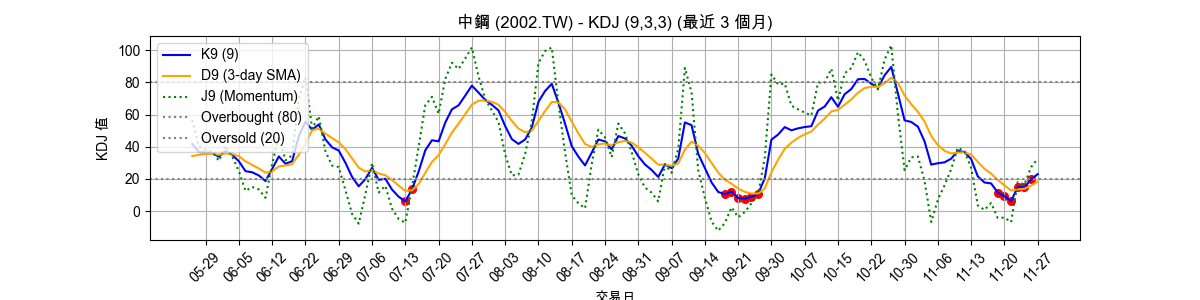 中鋼 (2002.TW) - KDJ (9,3,3) (最近 3 個月)
K9 (9)
D9 (3-day SMA)
J9 (Momentum)
Overbought (80)
Oversold (20)
KDJ 值
100
80
60
40
20
0
05-29 06-05 06-12 06-22 06-29 07-06 07-13 07-20 07-27 08-03 08-10 08-17 08-24 08-31 09-07 09-14 09-21 09-30 10-07 10-15 10-22 10-30 11-06 11-13 11-20 11-27
交易日